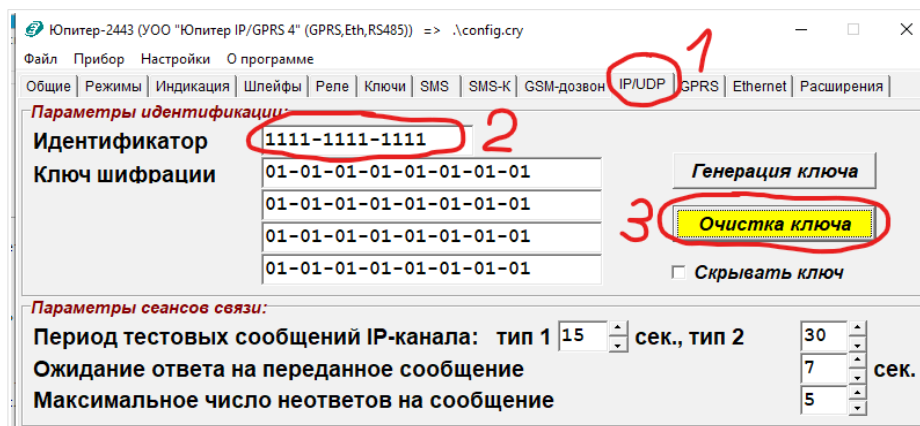 Юпитер-2443 (УОО "Юпитер IP/GPRS 4" (GPRS,Eth,RS485)) => .\config.cry
Файл Прибор Настройки О программе
Общие Режимы Индикация Шлейфы Реле Ключи SMS SMS-К GSM-дозвон IP/UDP GPRS Ethernet Расширения
1
Параметры идентификации:
Идентификатор 1111-1111-1111 2
Ключ шифрации 01-01-01-01-01-01-01-01 Генерация ключа
01-01-01-01-01-01-01-01
3 Очистка ключа
01-01-01-01-01-01-01-01
01-01-01-01-01-01-01-01 Скрывать ключ
Параметры сеансов связи:
Период тестовых сообщений IP-канала: тип 1 15 сек., тип 2 30
Ожидание ответа на переданное сообщение 7 сек.
Максимальное число неответов на сообщение 5